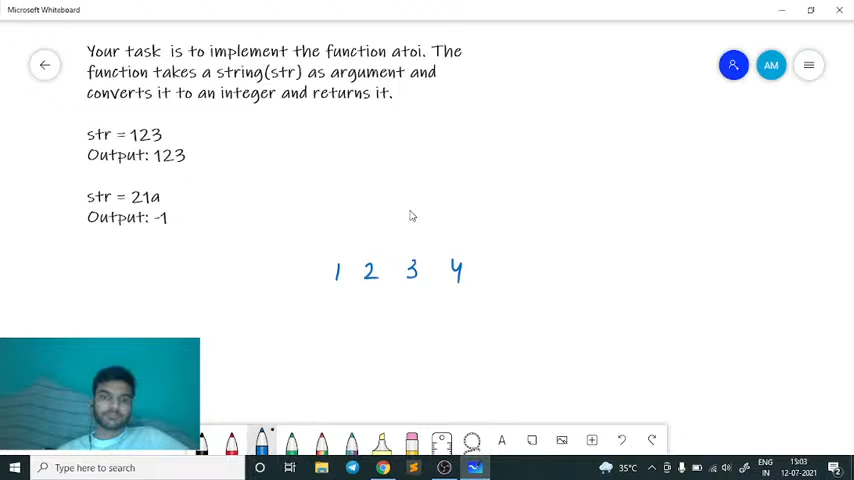 Microsoft Whiteboard
Your task is to implement the function atoi. The
function takes a string(str) as argument and
converts it to an integer and returns it.
AM
str = 123
Output: 123
str = 21a
Output: -1
1 2 3 4
A
Type here to search
35°C
ENG
IN
15:03
12-07-2021
2